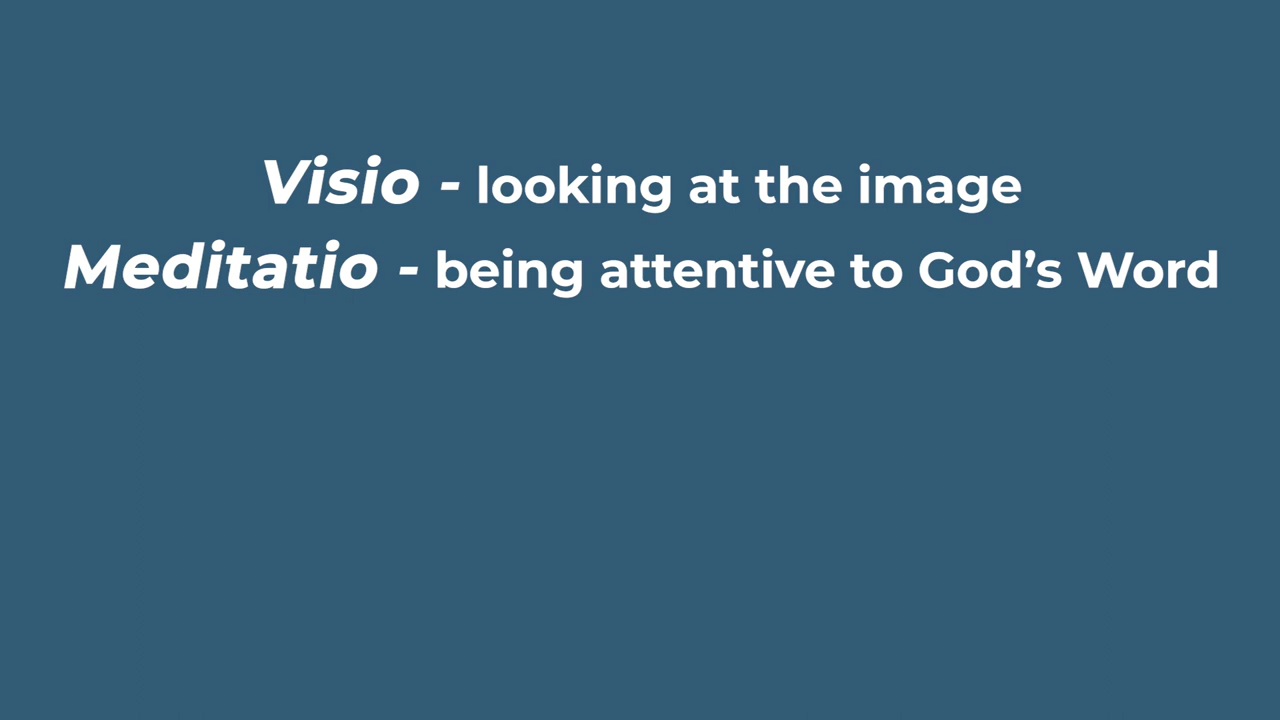 Visio - looking at the image
Meditatio - being attentive to God’s Word